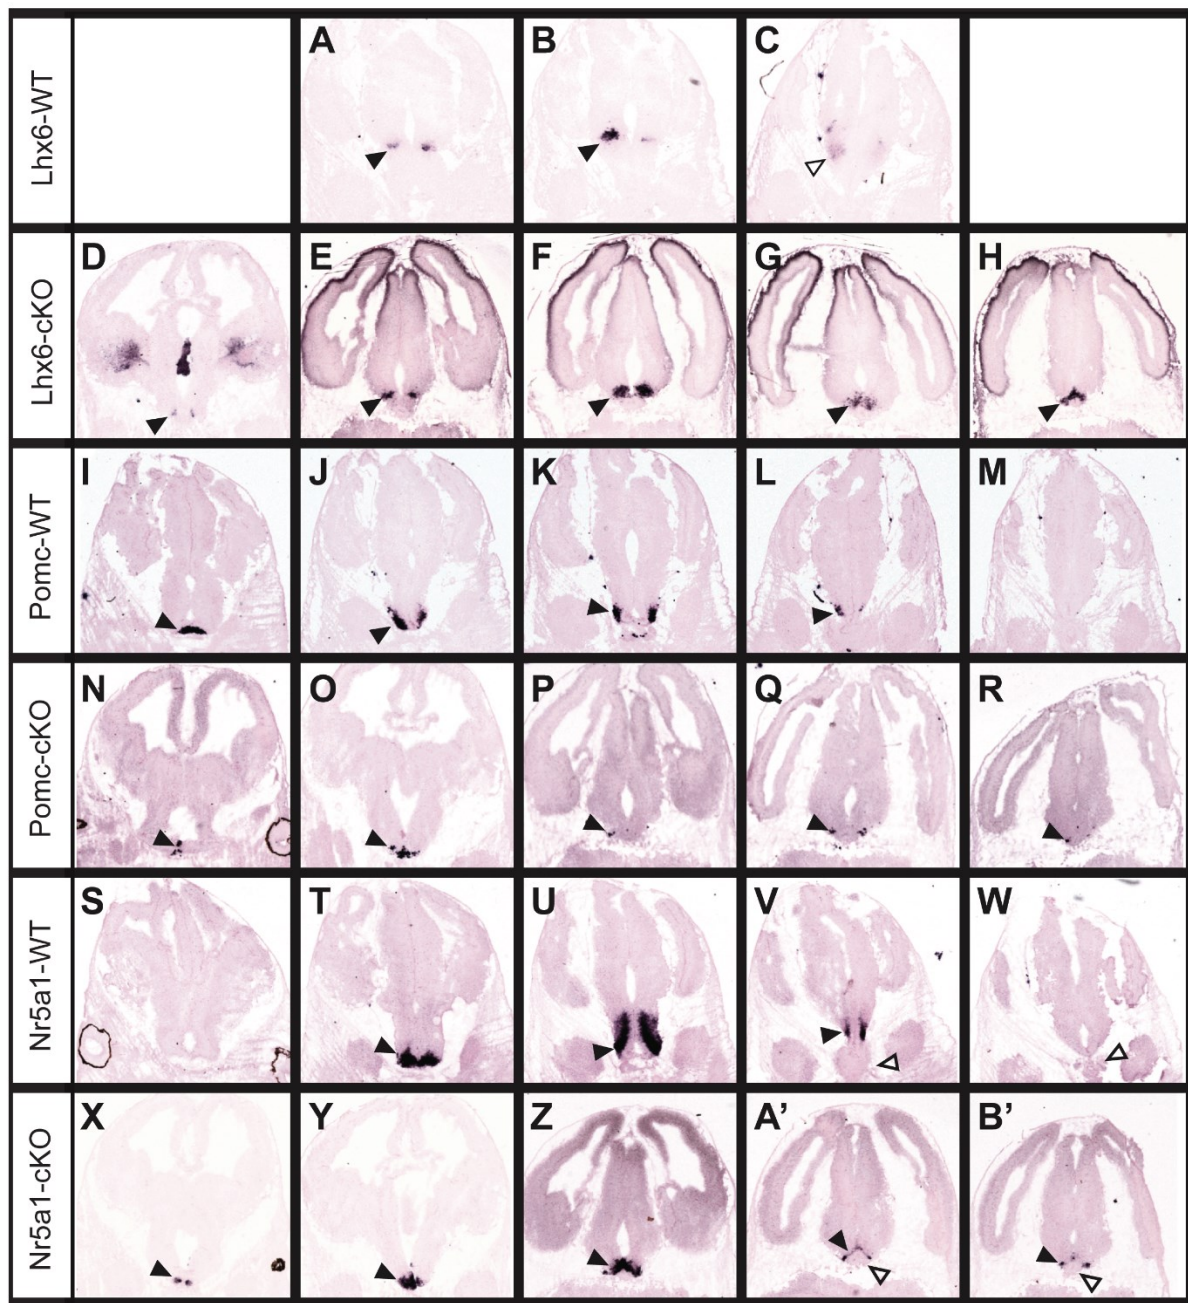 Lhx6-WT
A
B
C
Lhx6-cKO
D
E
F
G
H
Pomc-WT
I
J
K
L
M
Pomc-cKO
N
O
P
Q
R
Nr5a1-WT
S
T
U
V
W
Nr5a1-cKO
X
Y
Z
A’
B’